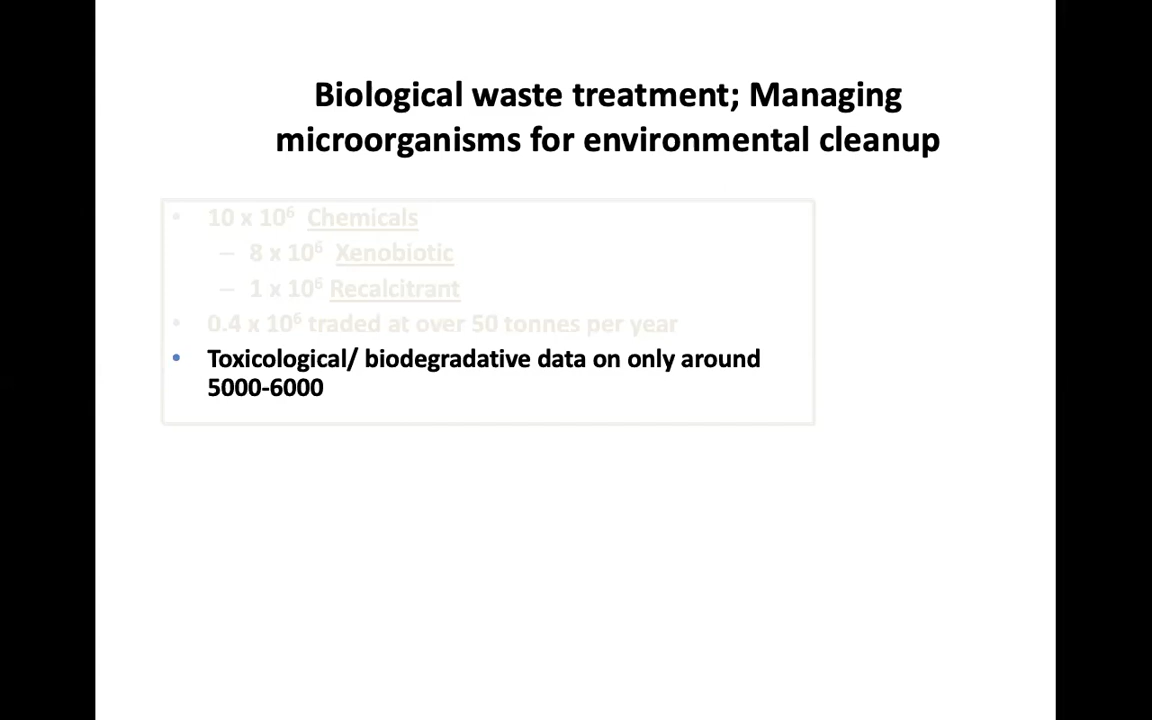 Biological waste treatment; Managing
microorganisms for environmental cleanup
• 10 x 10⁶ Chemicals
– 8 x 10⁶ Xenobiotic
– 1 x 10⁶ Recalcitrant
• 0.4 x 10⁶ traded at over 50 tonnes per year
• Toxicological/ biodegradative data on only around
5000-6000